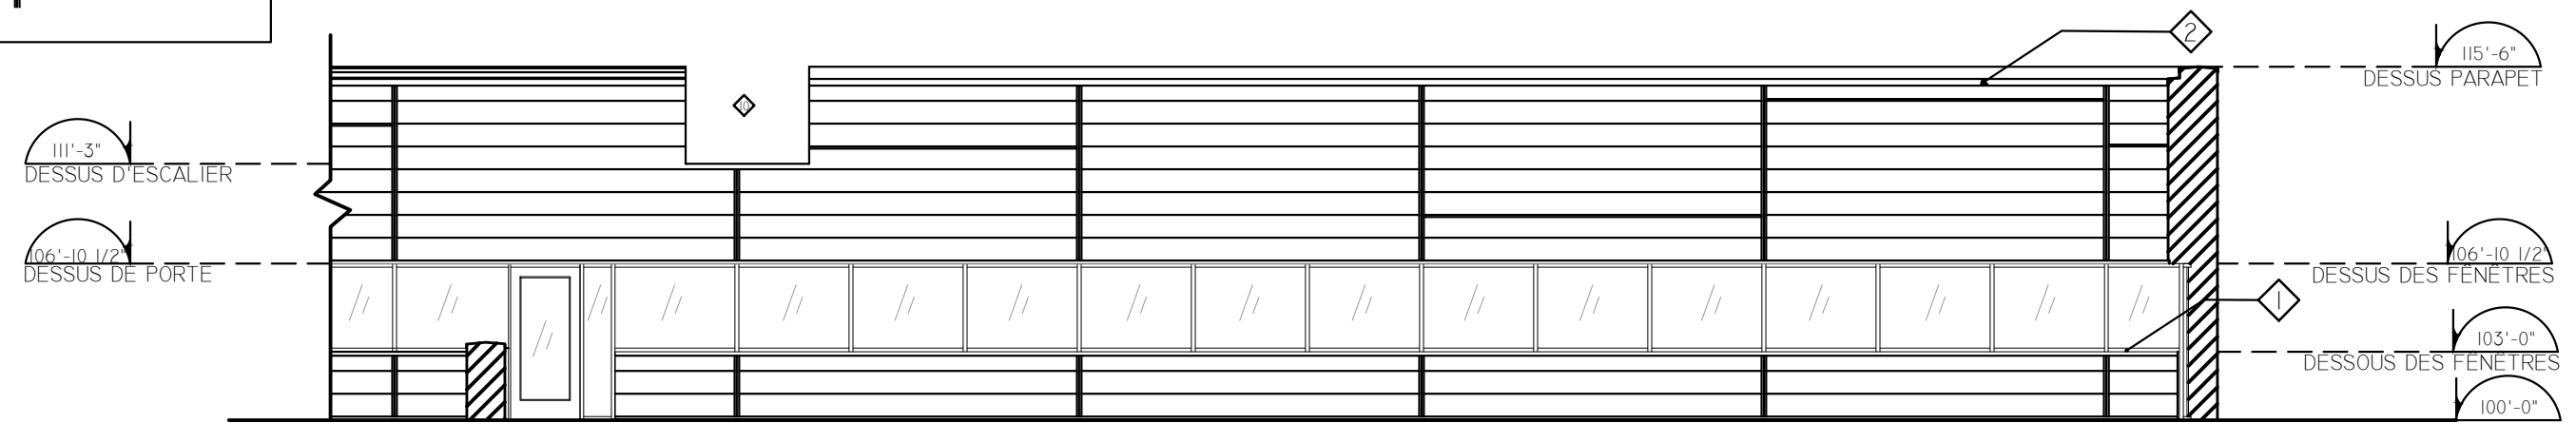 2
115'-6"
DESSUS PARAPET
10
111'-3"
DESSUS D'ESCALIER
106'-10 1/2"
DESSUS DE PORTE
106'-10 1/2"
DESSUS DES FENÊTRES
1
103'-0"
DESSOUS DES FENÊTRES
100'-0"